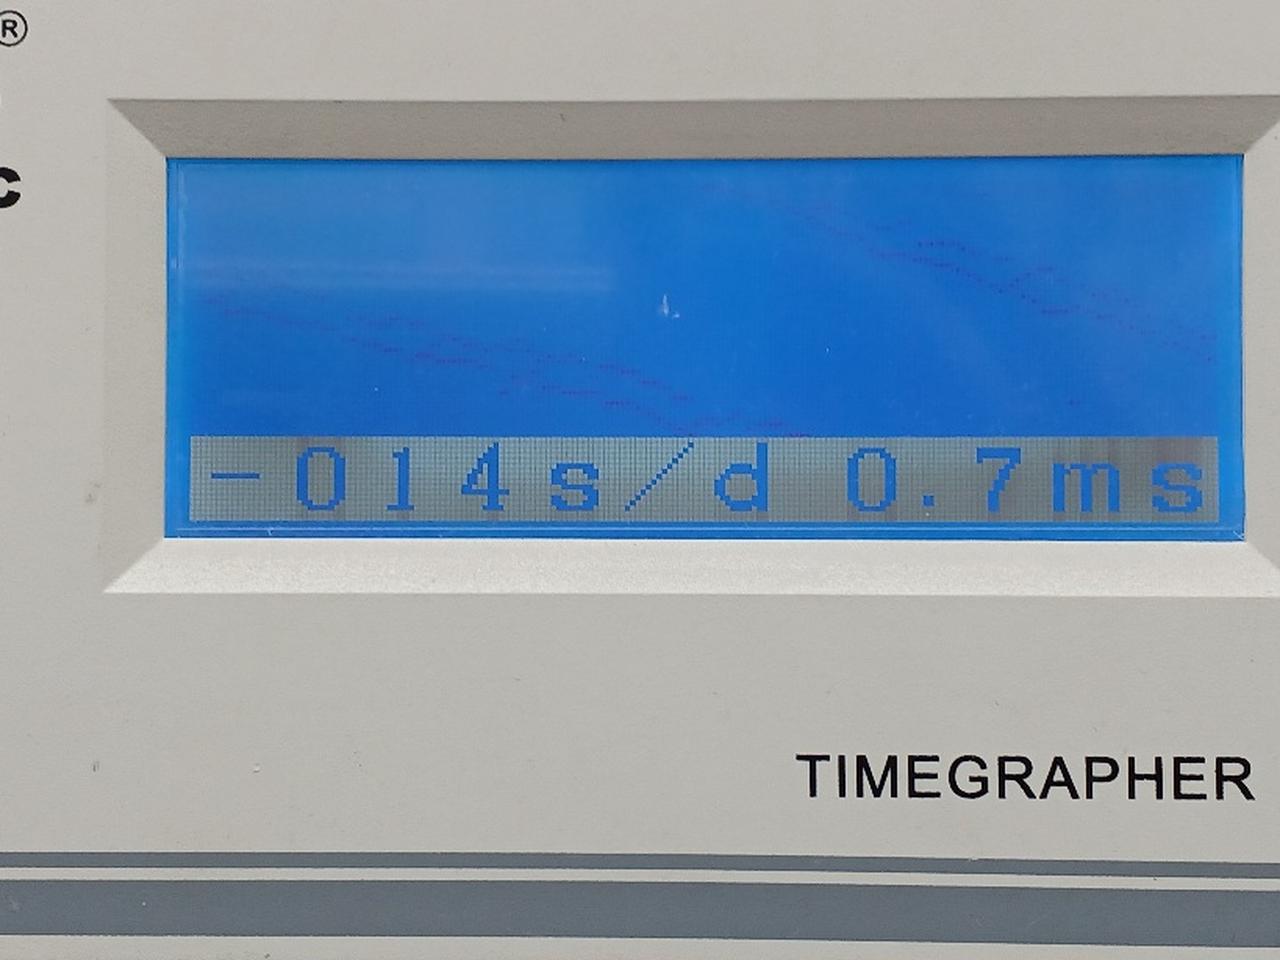 ®
c
-014s/d 0.7ms
TIMEGRAPHER